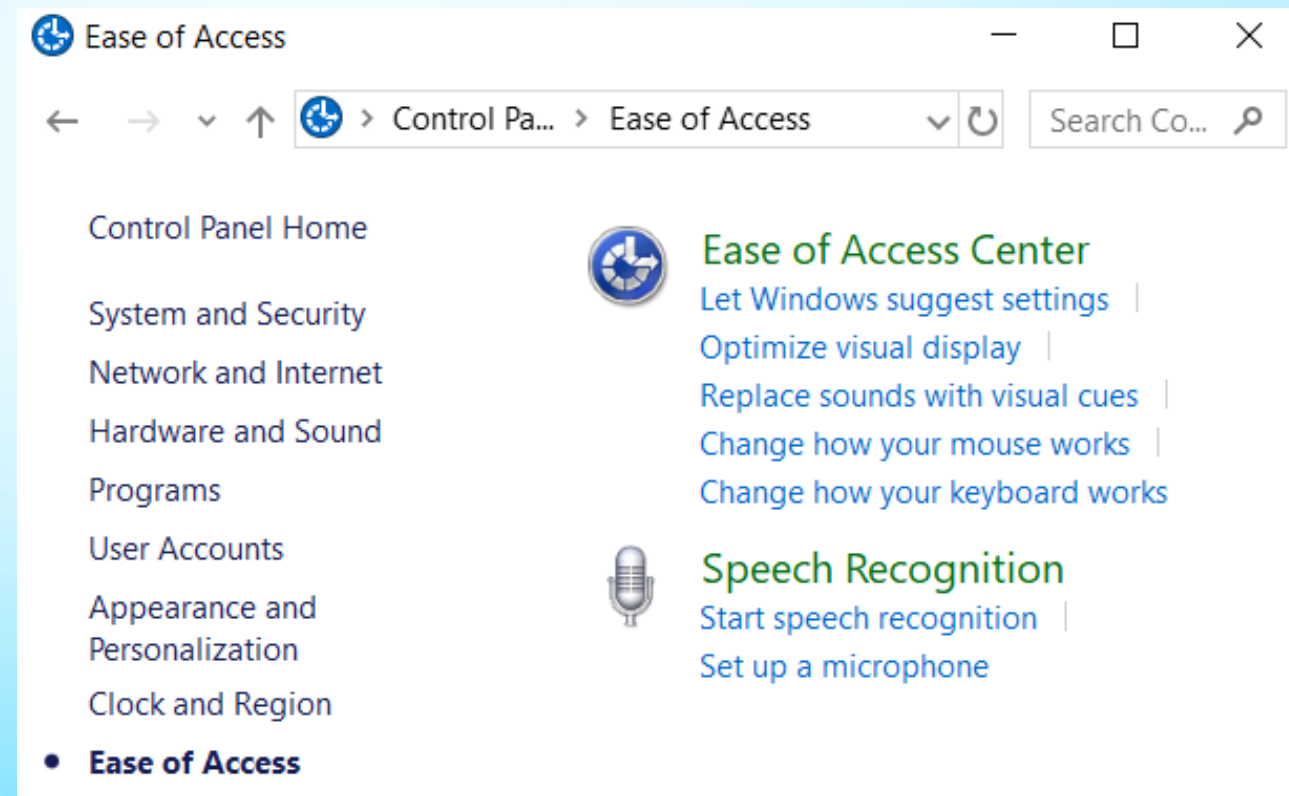 Ease of Access
Control Pa... > Ease of Access
Search Co...
Control Panel Home
System and Security
Network and Internet
Hardware and Sound
Programs
User Accounts
Appearance and
Personalization
Clock and Region
Ease of Access
Ease of Access Center
Let Windows suggest settings
Optimize visual display
Replace sounds with visual cues
Change how your mouse works
Change how your keyboard works
Speech Recognition
Start speech recognition
Set up a microphone